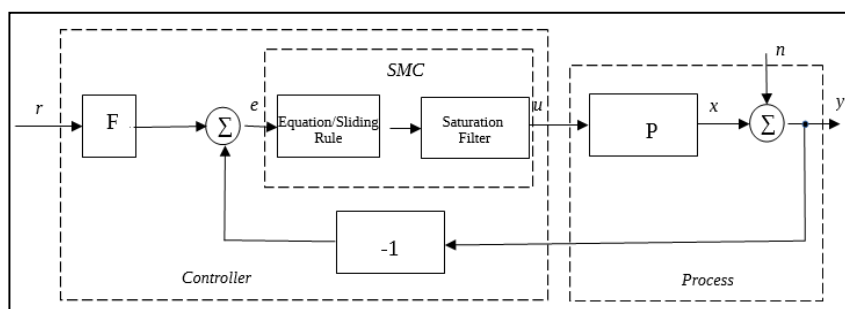 SMC
n
r
e
u
x
y
F
Σ
Equation/Sliding
Rule
Saturation
Filter
P
Σ
-1
Controller
Process